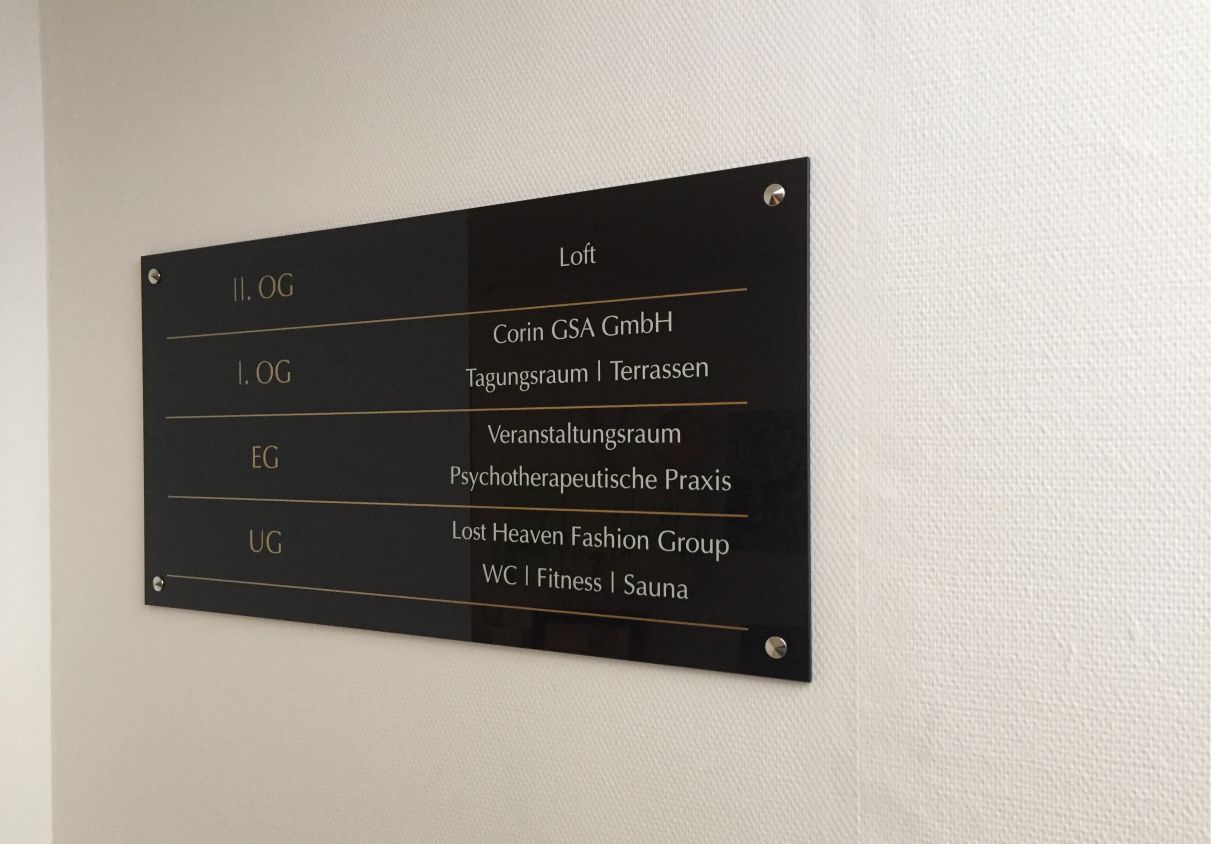 II. OG
Loft
I. OG
Corin GSA GmbH
Tagungsraum | Terrassen
EG
Veranstaltungsraum
Psychotherapeutische Praxis
UG
Lost Heaven Fashion Group
WC | Fitness | Sauna